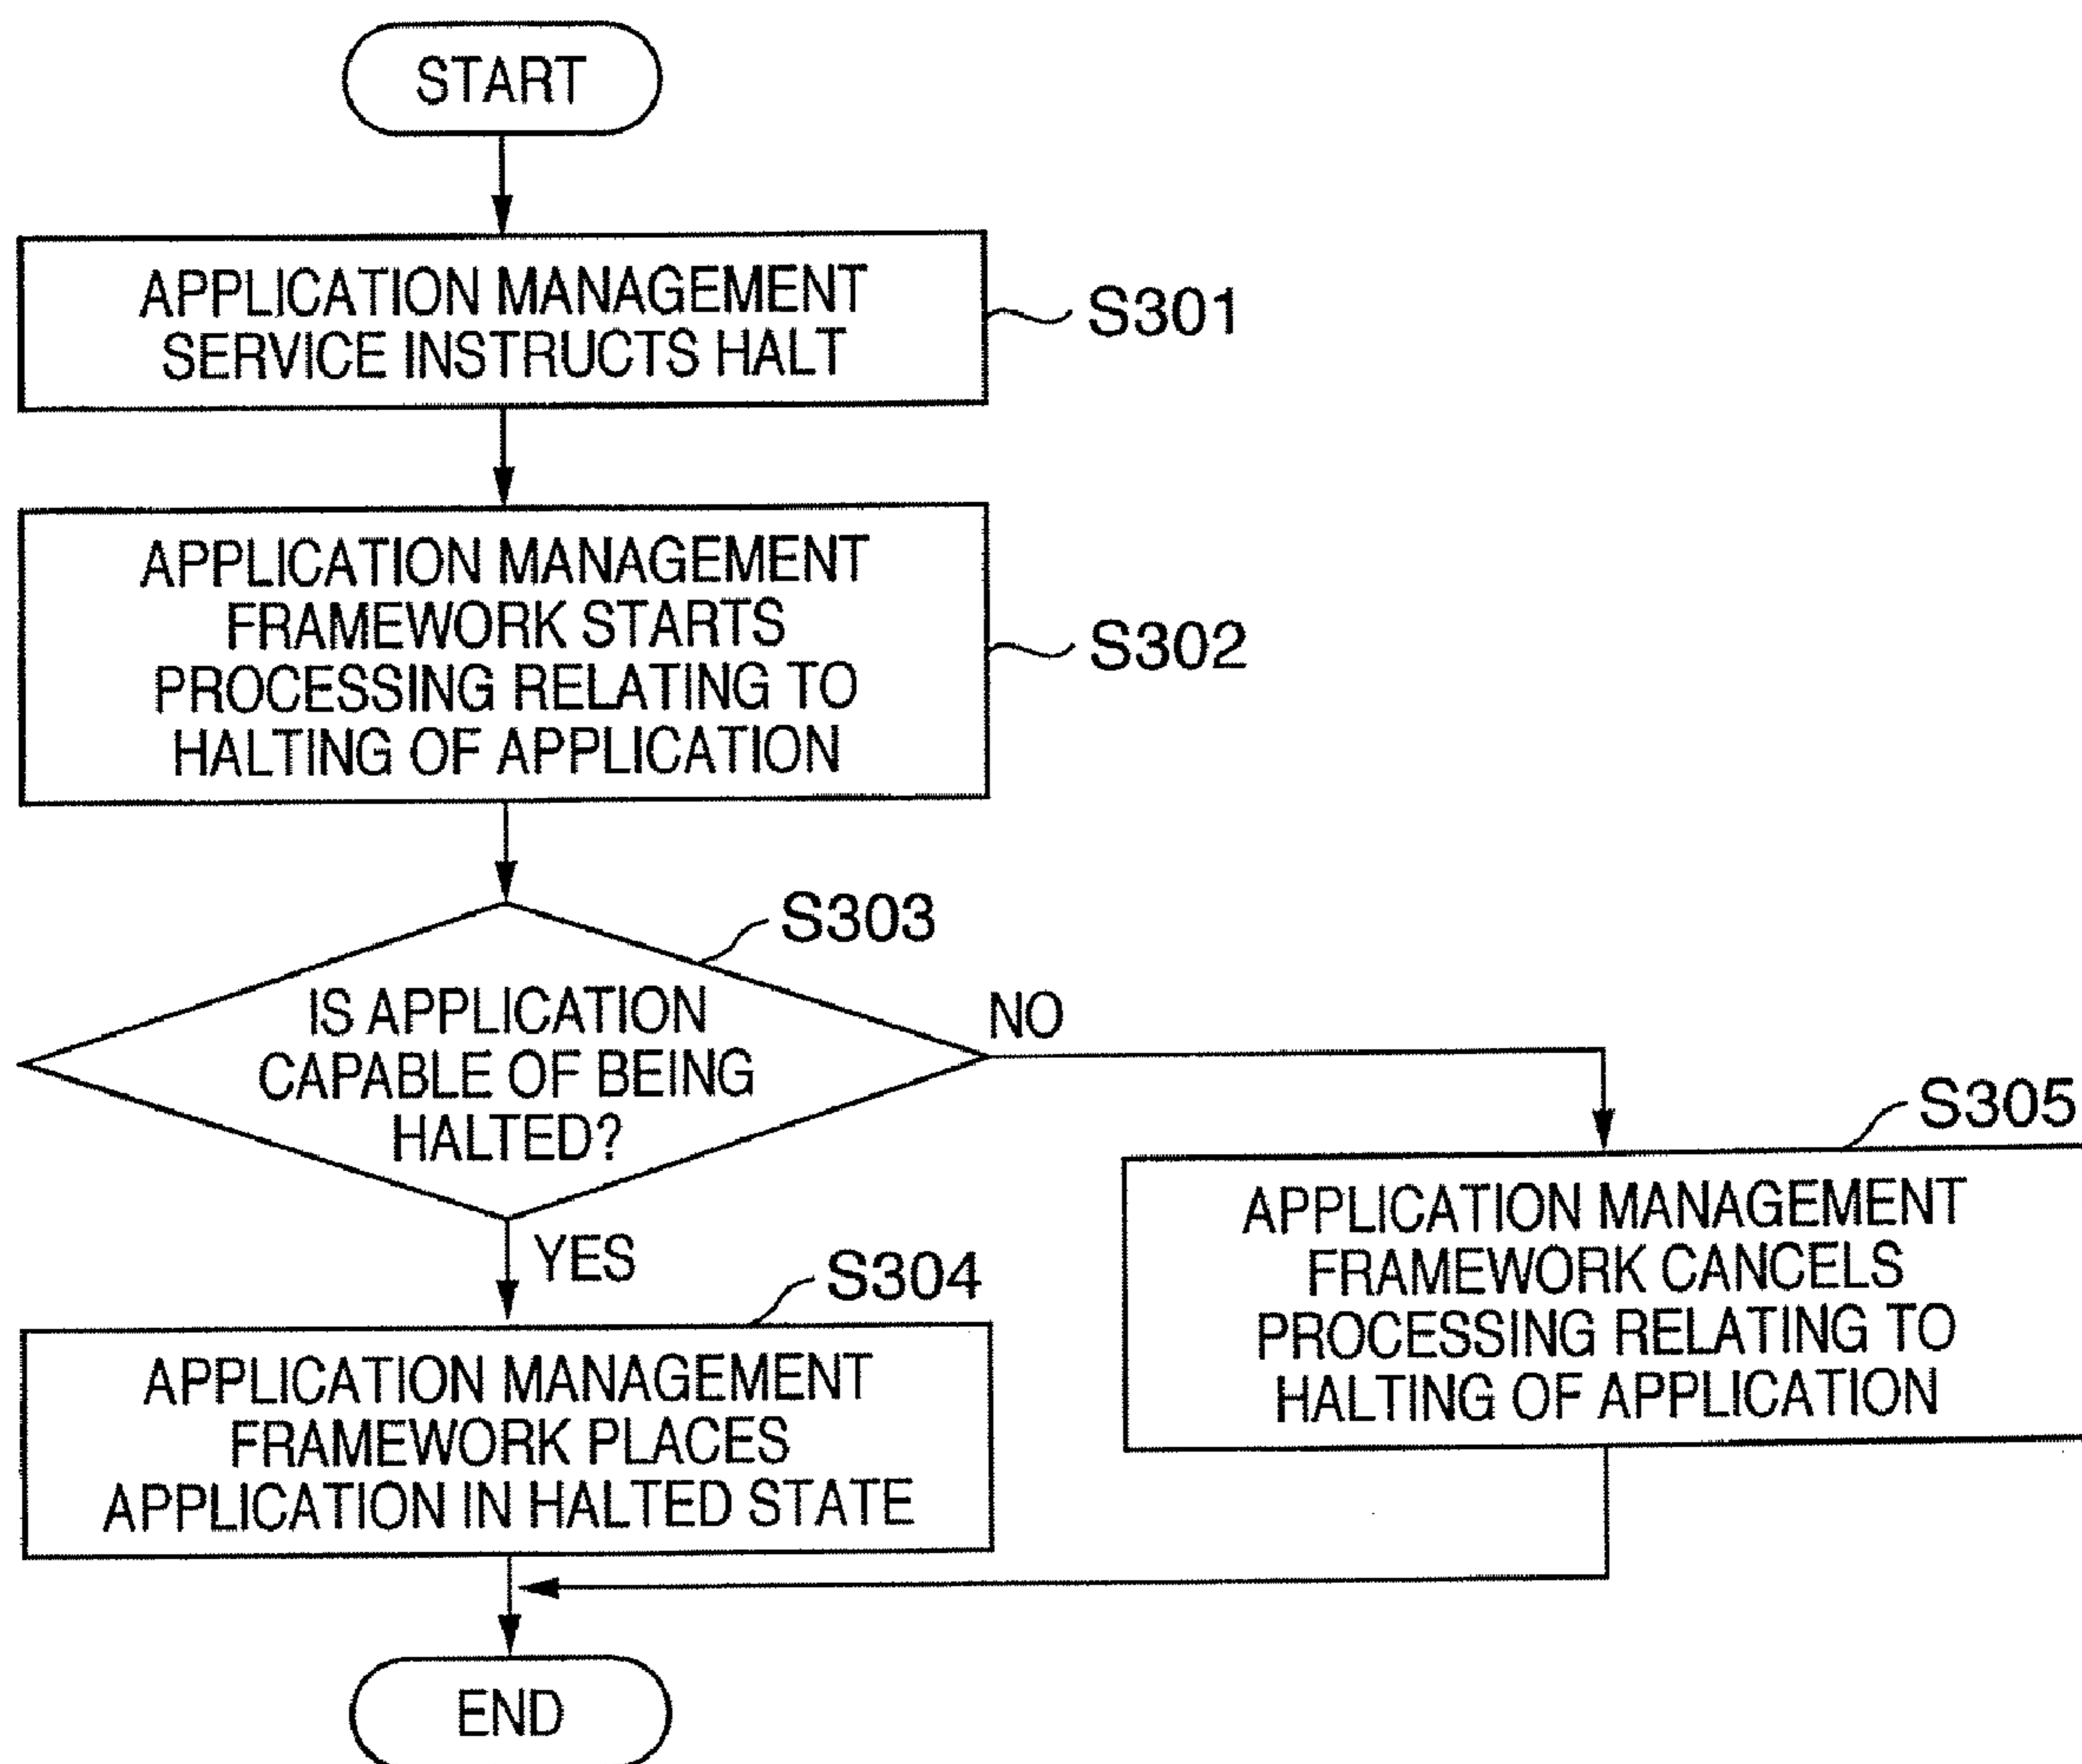 START
APPLICATION MANAGEMENT
SERVICE INSTRUCTS HALT
S301
APPLICATION MANAGEMENT
FRAMEWORK STARTS
PROCESSING RELATING TO
HALTING OF APPLICATION
S302
S303
IS APPLICATION
CAPABLE OF BEING
HALTED?
NO
YES
S304
APPLICATION MANAGEMENT
FRAMEWORK PLACES
APPLICATION IN HALTED STATE
S305
APPLICATION MANAGEMENT
FRAMEWORK CANCELS
PROCESSING RELATING TO
HALTING OF APPLICATION
END